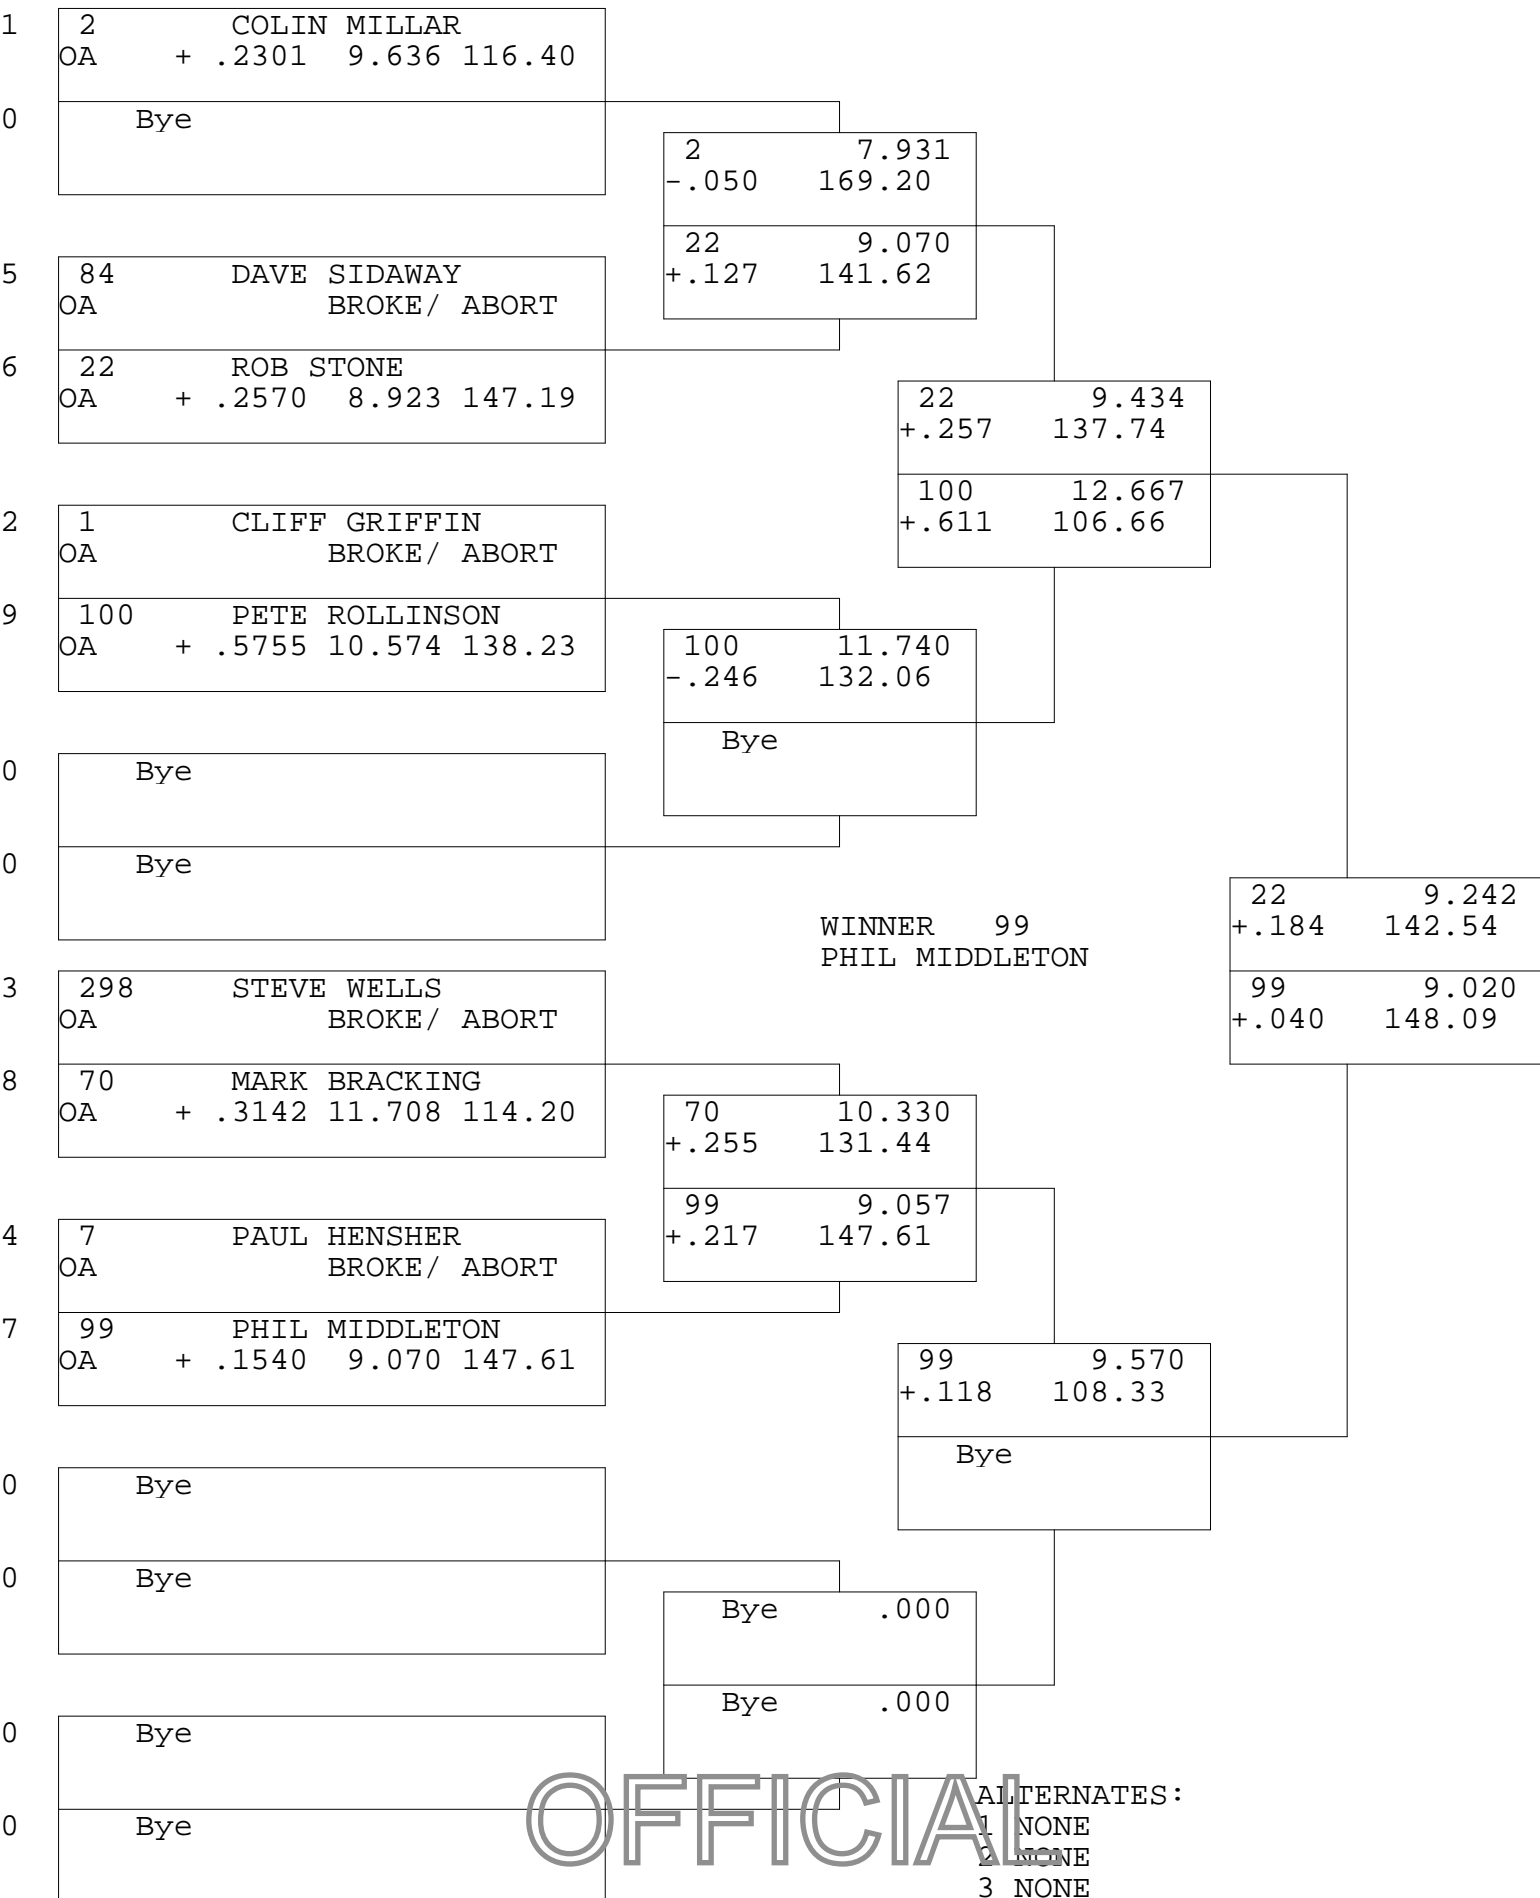 1 2 COLIN MILLAR
OA + .2301 9.636 116.40
0 Bye
2 7.931
-.050 169.20
22 9.070
+.127 141.62
5 84 DAVE SIDAWAY
OA BROKE/ ABORT
6 22 ROB STONE
OA + .2570 8.923 147.19
22 9.434
+.257 137.74
100 12.667
+.611 106.66
2 1 CLIFF GRIFFIN
OA BROKE/ ABORT
9 100 PETE ROLLINSON
OA + .5755 10.574 138.23
100 11.740
-.246 132.06
Bye
0 Bye
0 Bye
WINNER 99
PHIL MIDDLETON
22 9.242
+.184 142.54
99 9.020
+.040 148.09
3 298 STEVE WELLS
OA BROKE/ ABORT
8 70 MARK BRACKING
OA + .3142 11.708 114.20
70 10.330
+.255 131.44
99 9.057
+.217 147.61
4 7 PAUL HENSHER
OA BROKE/ ABORT
7 99 PHIL MIDDLETON
OA + .1540 9.070 147.61
99 9.570
+.118 108.33
Bye
0 Bye
0 Bye
Bye .000
Bye .000
0 Bye
0 Bye
OFFICIAL
ALTERNATES:
1 NONE
2 NONE
3 NONE